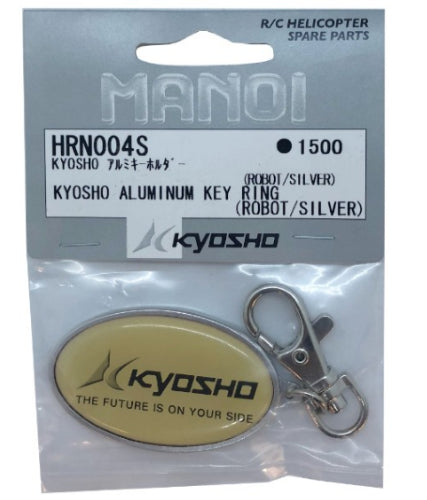 R/C HELICOPTER
SPARE PARTS
MANOI
HRN004S ●1500
KYOSHO アルミキーホルダー (ROBOT/SILVER)
KYOSHO ALUMINUM KEY RING
(ROBOT/SILVER)
KYOSHO
KYOSHO
THE FUTURE IS ON YOUR SIDE